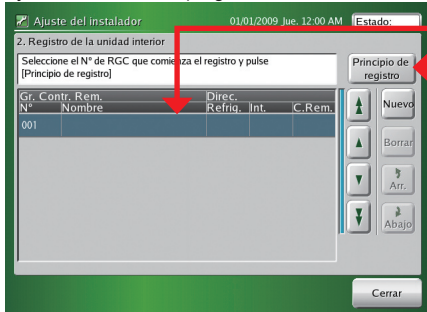 Ajuste del instalador 01/01/2009 Jue. 12:00 AM Estado:
2. Registro de la unidad interior
Seleccione el Nº de RGC que comienza el registro y pulse
[Principio de registro]
Principio de
registro
Gr. Contr. Rem. Direc.
Nº Nombre Refrig. Int. C.Rem.
001
Nuevo
Borrar
Arr.
Abajo
Cerrar